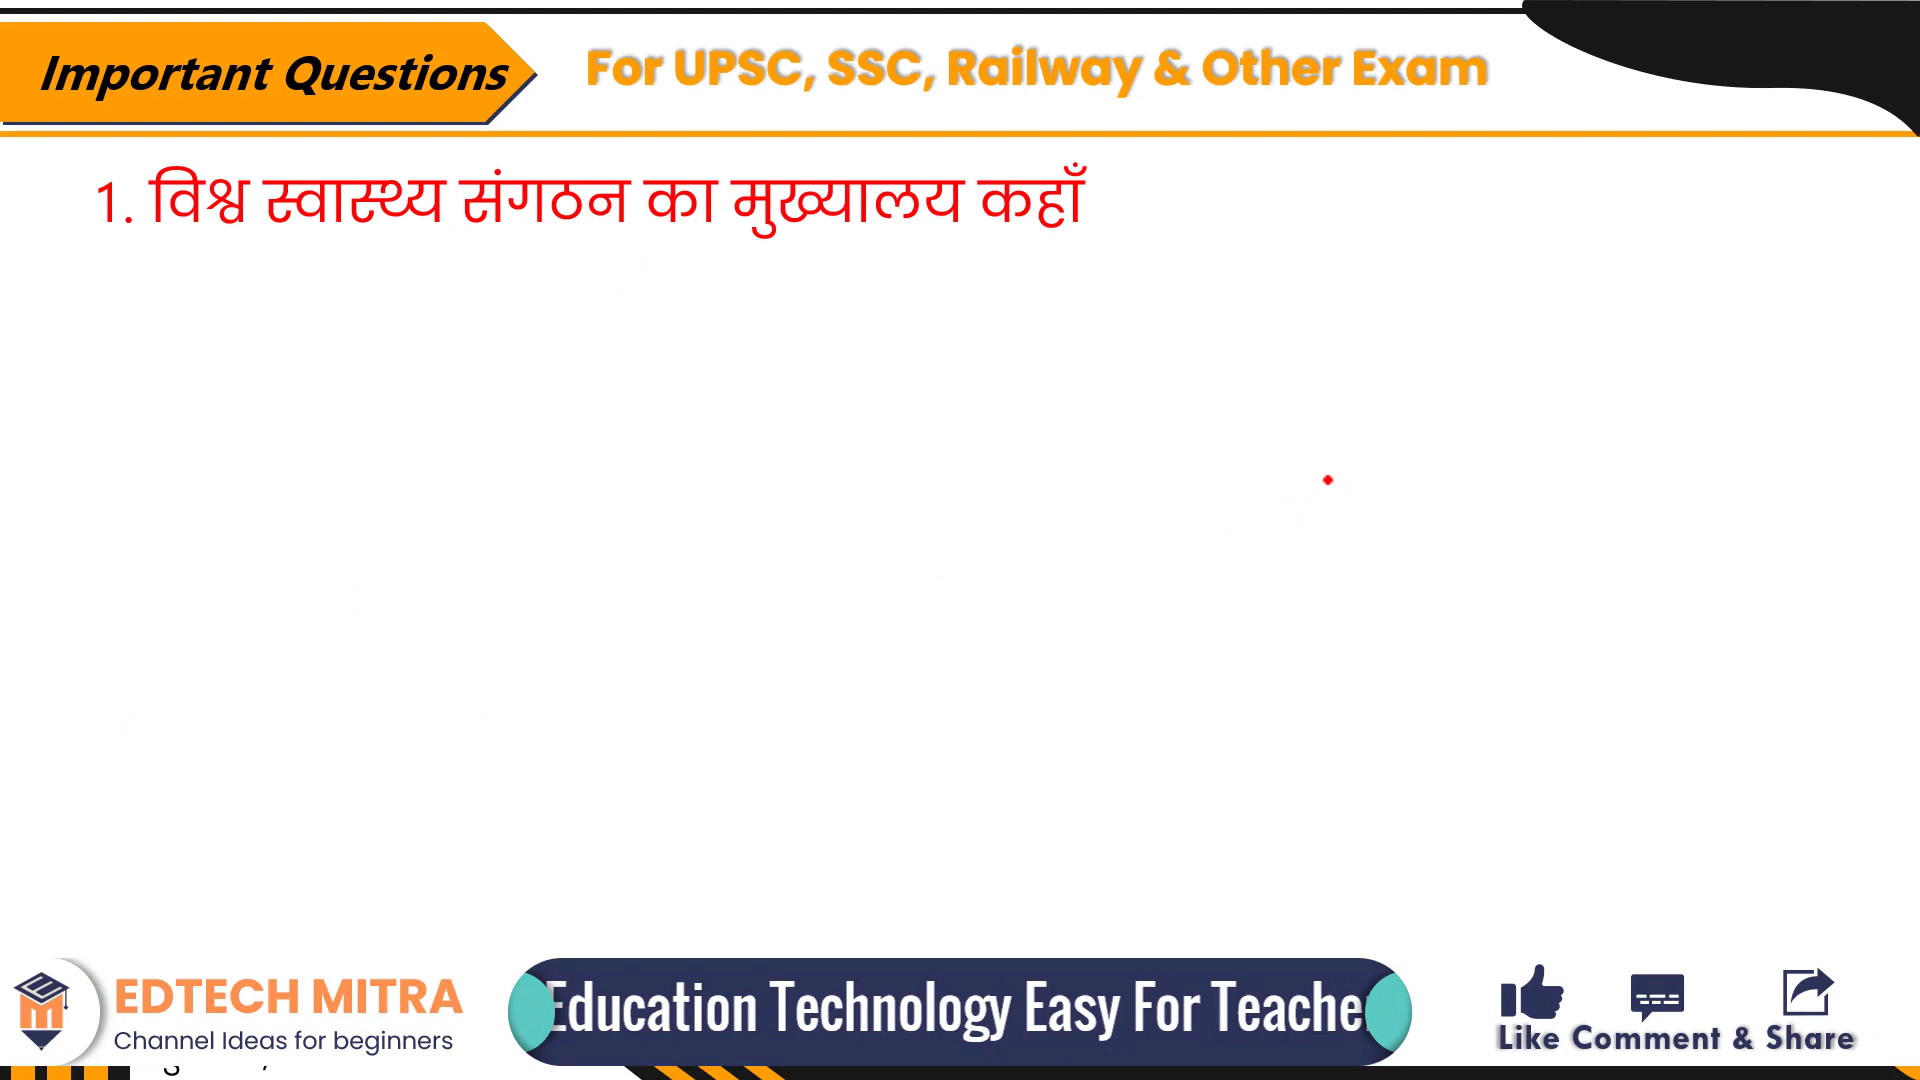 Important Questions
For UPSC, SSC, Railway & Other Exam
1. विश्व स्वास्थ्य संगठन का मुख्यालय कहाँ
EDTECH MITRA
Channel Ideas for beginners
Education Technology Easy For Teache
Like Comment & Share